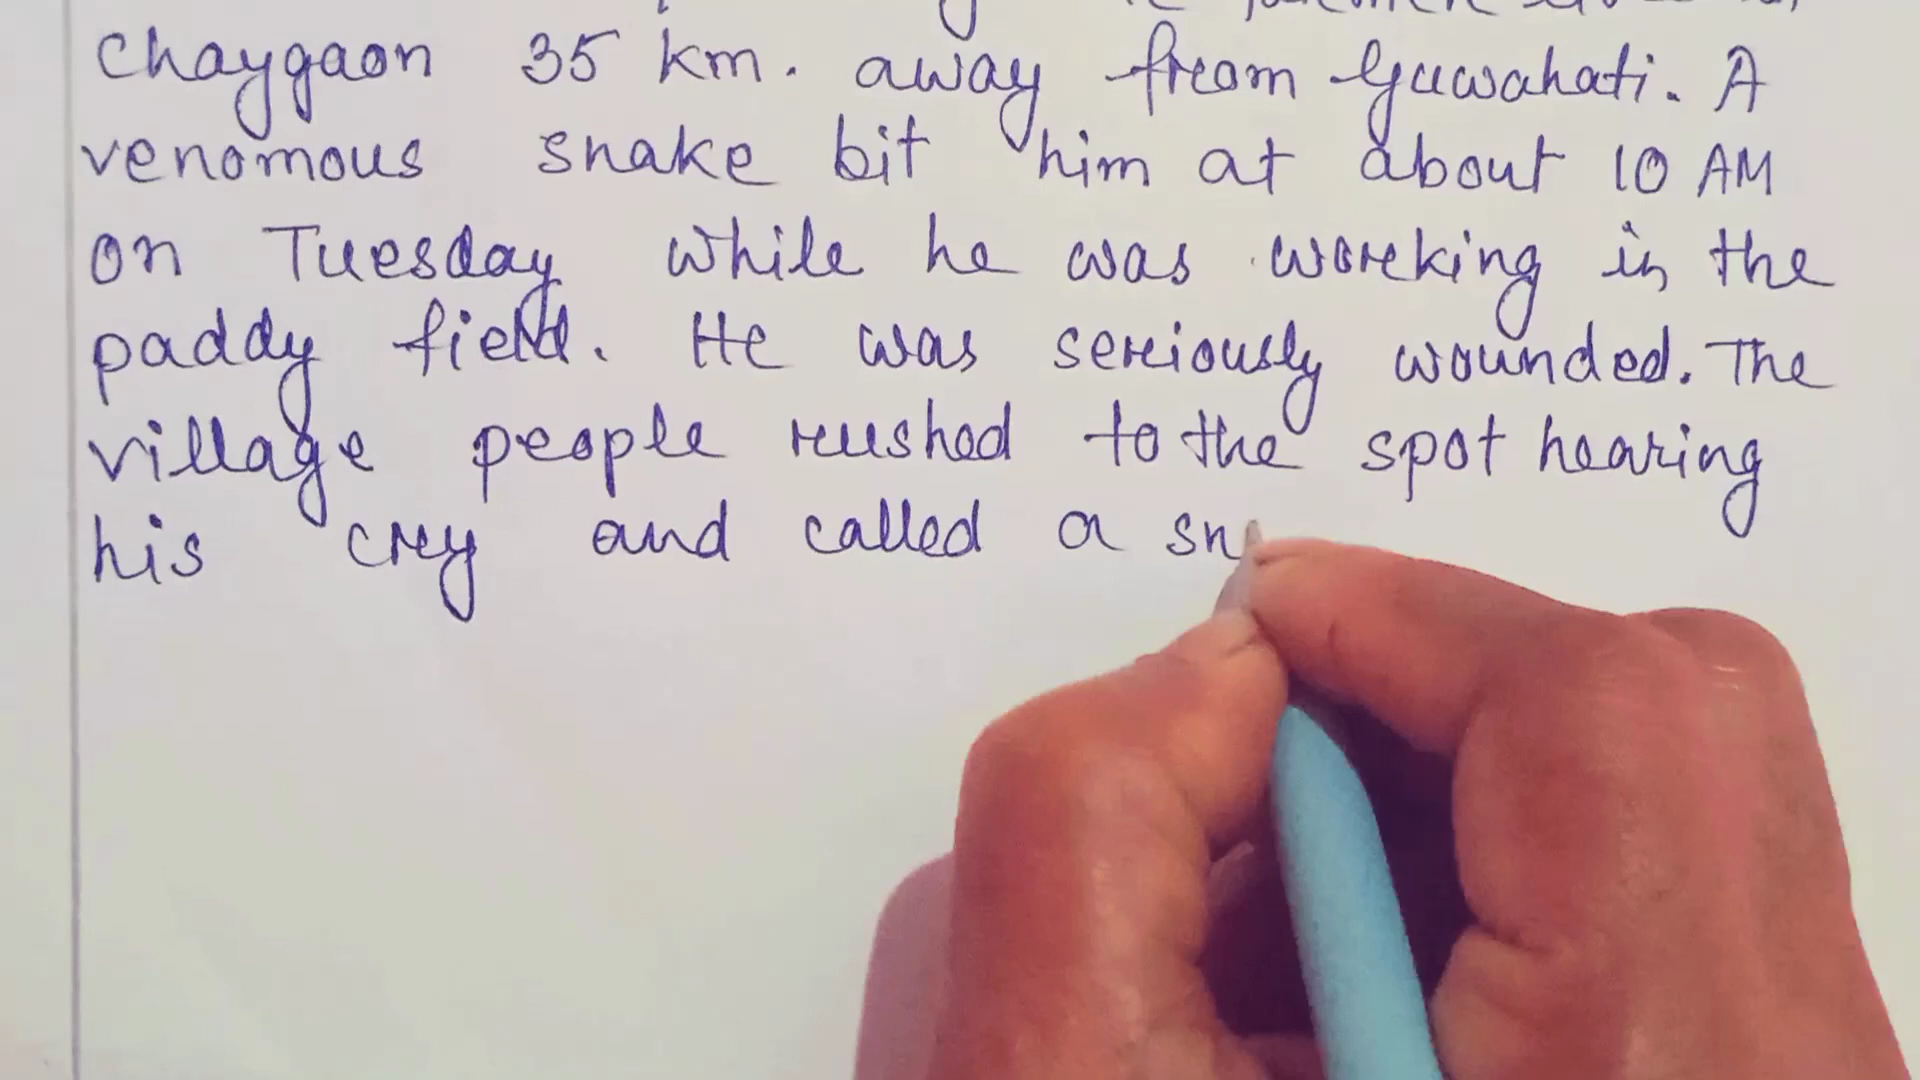 Chaygaon 35 km. away from Guwahati. A
venomous snake bit him at about 10 AM
on Tuesday while he was working in the
paddy field. He was seriously wounded. The
village people rushed to the spot hearing
his cry and called a sn